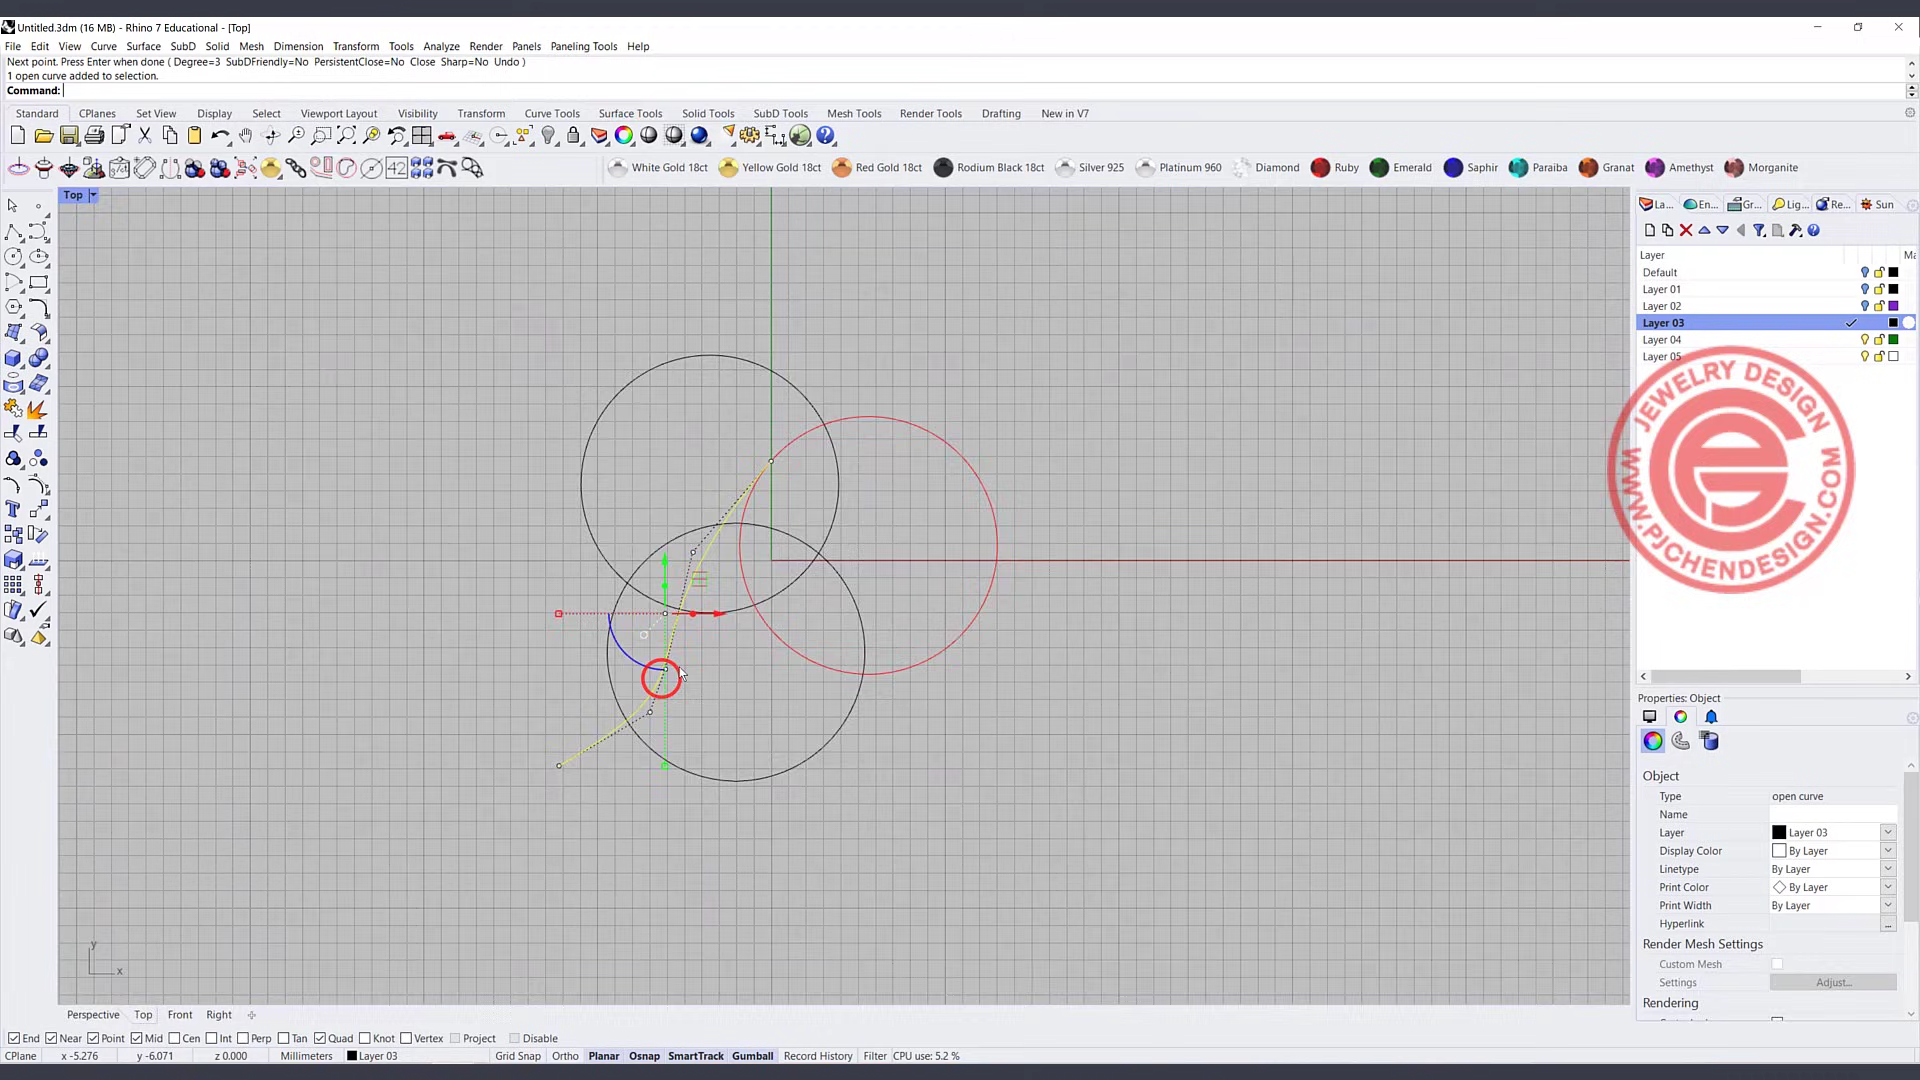 Untitled.3dm (16 MB) - Rhino 7 Educational - [Top]
File Edit View Curve Surface SubD Solid Mesh Dimension Transform Tools Analyze Render Panels Paneling Tools Help
Next point. Press Enter when done ( Degree=3 SubDFriendly=No PersistentClose=No Close Sharp=No Undo )
1 open curve added to selection.
Command:
Standard CPlanes Set View Display Select Viewport Layout Visibility Transform Curve Tools Surface Tools Solid Tools SubD Tools Mesh Tools Render Tools Drafting New in V7
42 White Gold 18ct Yellow Gold 18ct Red Gold 18ct Rodium Black 18ct Silver 925 Platinum 960 Diamond Ruby Emerald Saphir Paraiba Granat Amethyst Morganite
Top
La... En... Gr... Lig... Re... Sun
Layer Ma
Default
Layer 01
Layer 02
Layer 03
Layer 04
Layer 05
JEWELRY DESIGN
WWW.PJCHENDESIGN.COM
Properties: Object
Object
Type open curve
Name
Layer Layer 03
Display Color By Layer
Linetype By Layer
Print Color By Layer
Print Width By Layer
Hyperlink ...
Render Mesh Settings
Custom Mesh
Settings Adjust...
Rendering
y
x
Perspective Top Front Right
End Near Point Mid Cen Int Perp Tan Quad Knot Vertex Project Disable
CPlane x -5.276 y -6.071 z 0.000 Millimeters Layer 03 Grid Snap Ortho Planar Osnap SmartTrack Gumball Record History Filter CPU use: 5.2 %